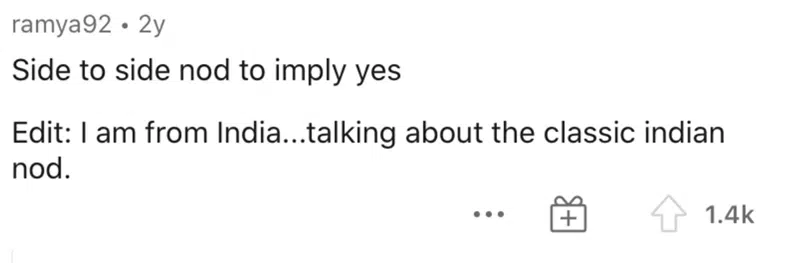 ramya92 • 2y
Side to side nod to imply yes
Edit: I am from India...talking about the classic indian
nod.
1.4k